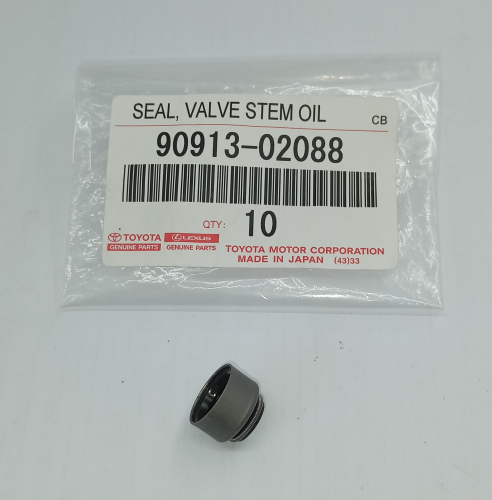 SEAL, VALVE STEM OIL CB
90913-02088
QTY: 10
TOYOTA LEXUS
GENUINE PARTS GENUINE PARTS
TOYOTA MOTOR CORPORATION
MADE IN JAPAN (43)33